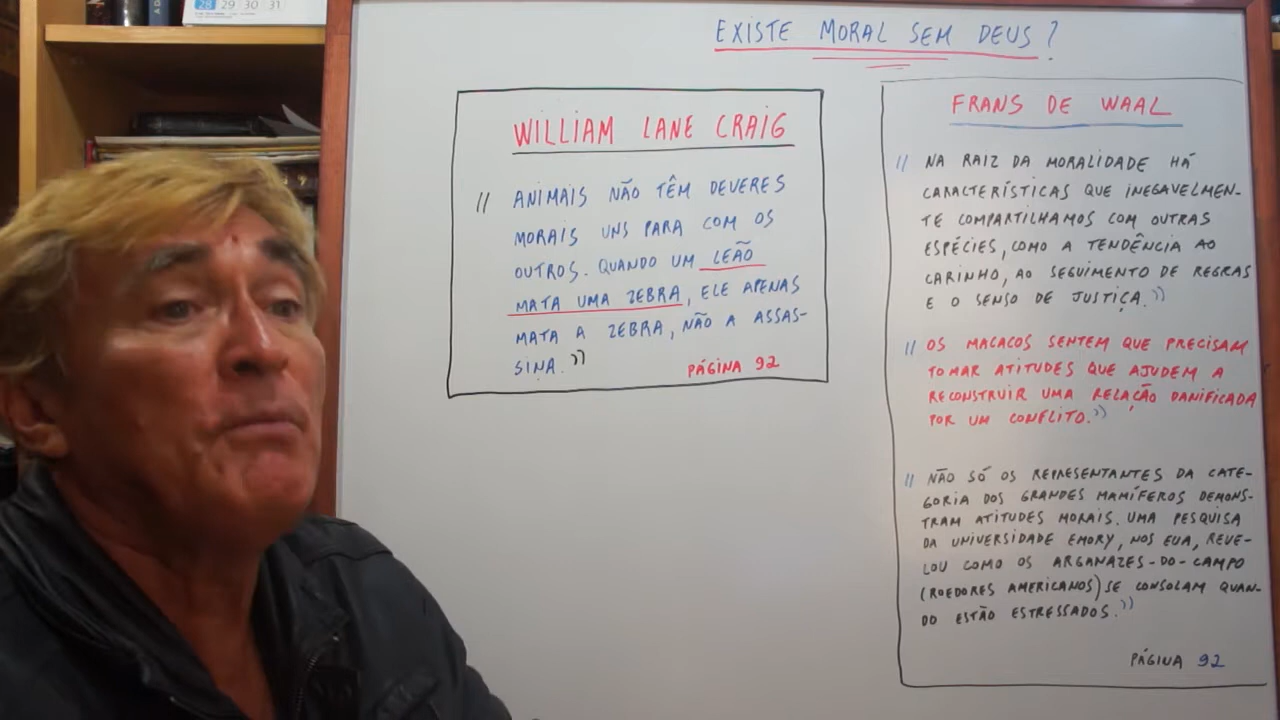 28 29 30 31
EXISTE MORAL SEM DEUS?
WILLIAM LANE CRAIG
" ANIMAIS NÃO TÊM DEVERES
MORAIS UNS PARA COM OS
OUTROS. QUANDO UM LEÃO
MATA UMA ZEBRA, ELE APENAS
MATA A ZEBRA, NÃO A ASSAS-
SINA."
PÁGINA 92
FRANS DE WAAL
" NA RAIZ DA MORALIDADE HÁ
CARACTERÍSTICAS QUE INEGAVELMEN-
TE COMPARTILHAMOS COM OUTRAS
ESPÉCIES, COMO A TENDÊNCIA AO
CARINHO, AO SEGUIMENTO DE REGRAS
E O SENSO DE JUSTIÇA."
" OS MACACOS SENTEM QUE PRECISAM
TOMAR ATITUDES QUE AJUDEM A
RECONSTRUIR UMA RELAÇÃO DANIFICADA
POR UM CONFLITO."
" NÃO SÓ OS REPRESENTANTES DA CATE-
GORIA DOS GRANDES MAMÍFEROS DEMONS-
TRAM ATITUDES MORAIS. UMA PESQUISA
DA UNIVERSIDADE EMORY, NOS EUA, REVE-
LOU COMO OS ARGANAZES-DO-CAMPO
(ROEDORES AMERICANOS) SE CONSOLAM QUAN-
DO ESTÃO ESTRESSADOS."
PÁGINA 92